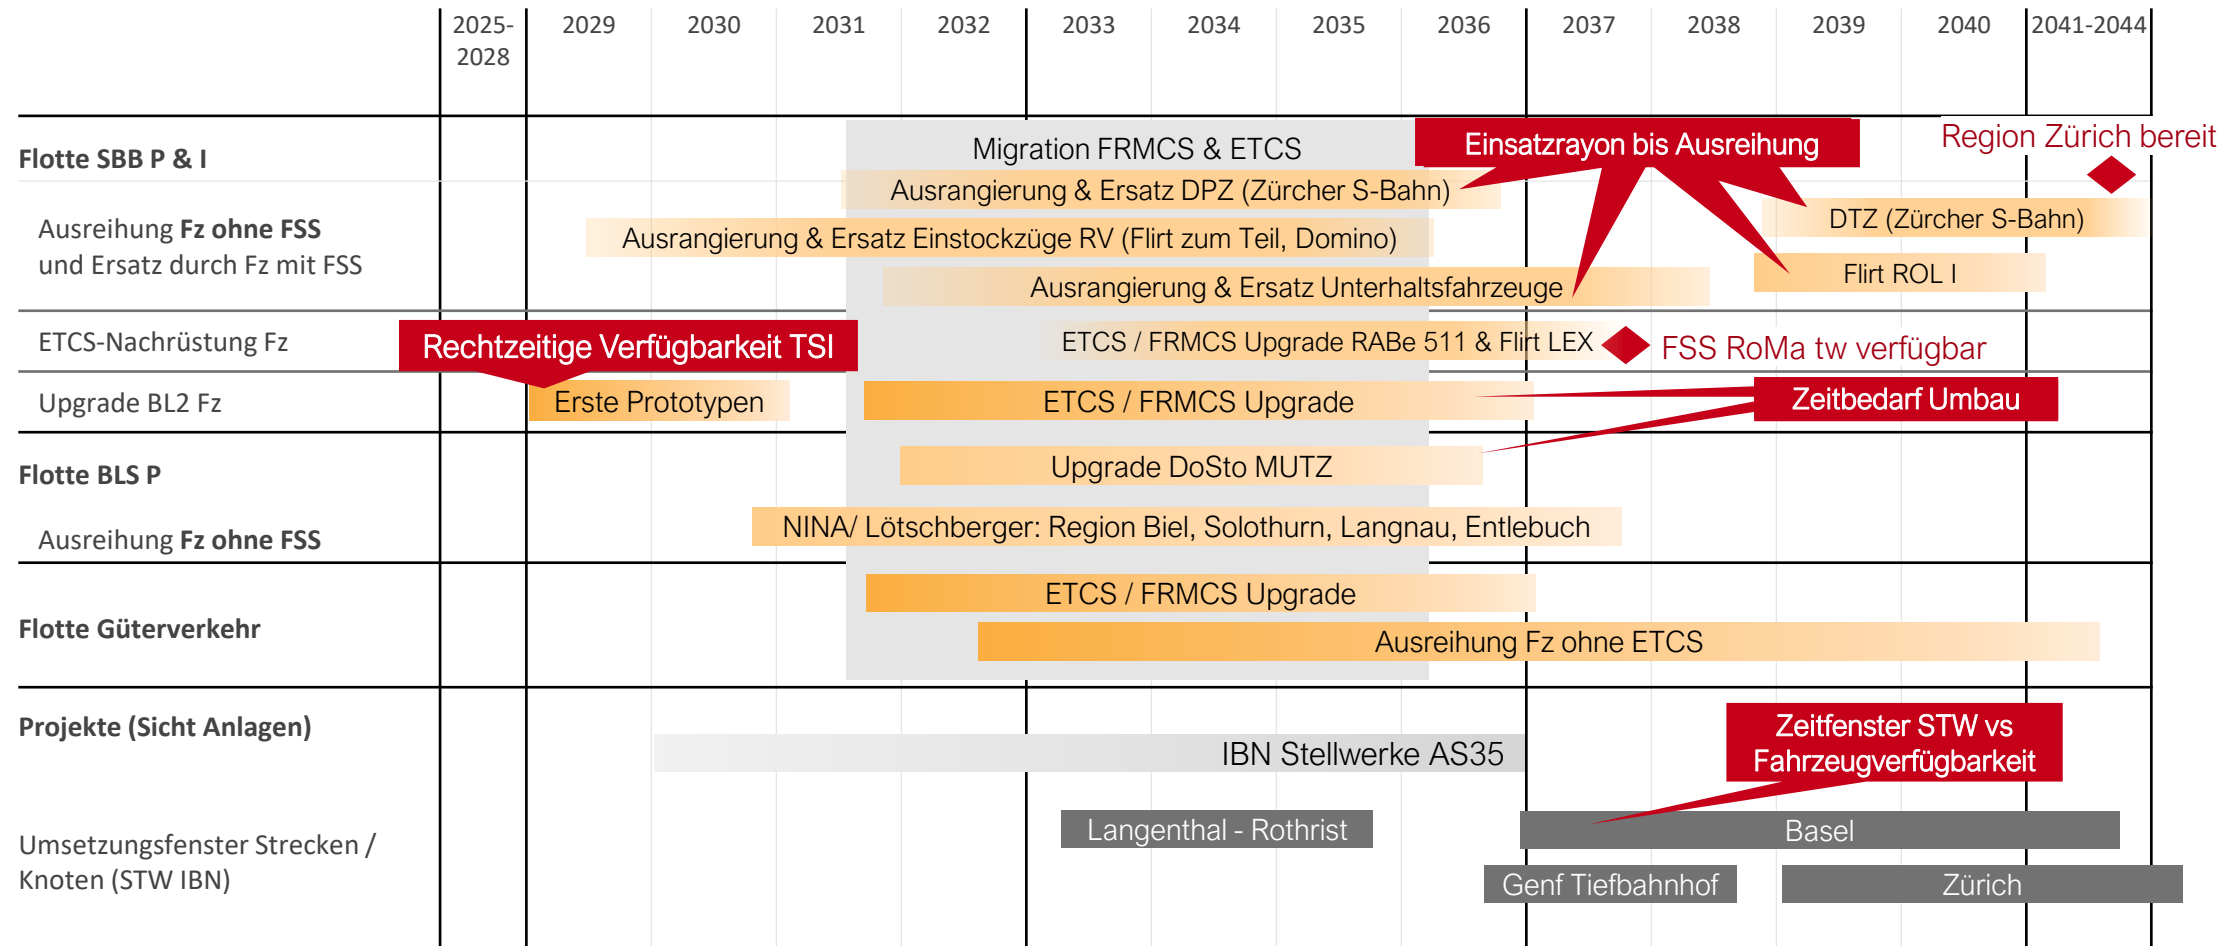 2025-
2028
2029
2030
2031
2032
2033
2034
2035
2036
2037
2038
2039
2040
2041-2044
Flotte SBB P & I
Migration FRMCS & ETCS
Einsatzrayon bis Ausreihung
Region Zürich bereit
Ausrangierung & Ersatz DPZ (Zürcher S-Bahn)
Ausreihung Fz ohne FSS
und Ersatz durch Fz mit FSS
DTZ (Zürcher S-Bahn)
Ausrangierung & Ersatz Einstockzüge RV (Flirt zum Teil, Domino)
Flirt ROL I
Ausrangierung & Ersatz Unterhaltsfahrzeuge
ETCS-Nachrüstung Fz
Rechtzeitige Verfügbarkeit TSI
ETCS / FRMCS Upgrade RABe 511 & Flirt LEX
FSS RoMa tw verfügbar
Upgrade BL2 Fz
Erste Prototypen
ETCS / FRMCS Upgrade
Zeitbedarf Umbau
Flotte BLS P
Upgrade DoSto MUTZ
NINA/ Lötschberger: Region Biel, Solothurn, Langnau, Entlebuch
Ausreihung Fz ohne FSS
ETCS / FRMCS Upgrade
Flotte Güterverkehr
Ausreihung Fz ohne ETCS
Projekte (Sicht Anlagen)
Zeitfenster STW vs
Fahrzeugverfügbarkeit
IBN Stellwerke AS35
Umsetzungsfenster Strecken /
Knoten (STW IBN)
Langenthal - Rothrist
Basel
Genf Tiefbahnhof
Zürich